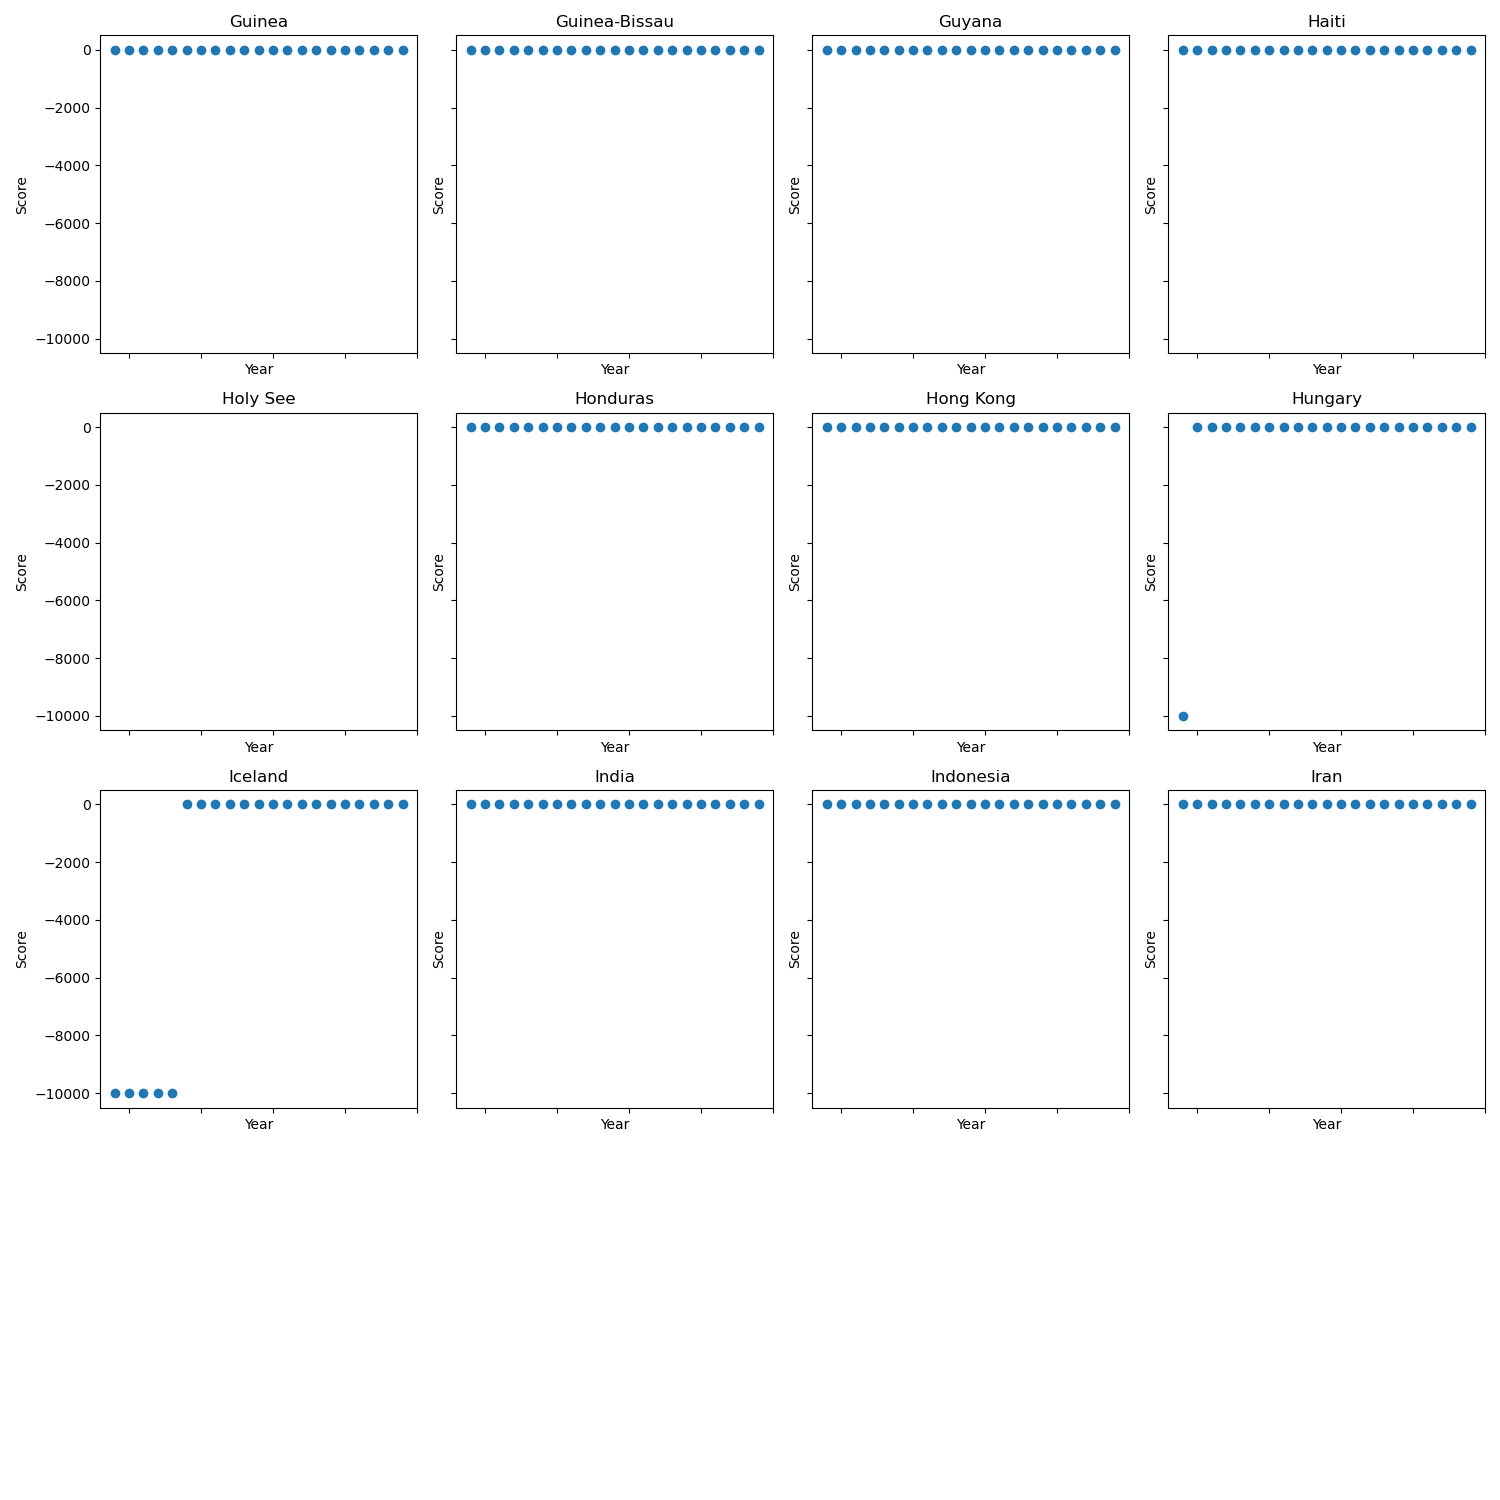 Guinea
Guinea-Bissau
Guyana
Haiti
0
−2000
−4000
−6000
−8000
−10000
Score
Score
Score
Score
Year
Year
Year
Year
Holy See
Honduras
Hong Kong
Hungary
0
−2000
−4000
−6000
−8000
−10000
Score
Score
Score
Score
Year
Year
Year
Year
Iceland
India
Indonesia
Iran
0
−2000
−4000
−6000
−8000
−10000
Score
Score
Score
Score
Year
Year
Year
Year